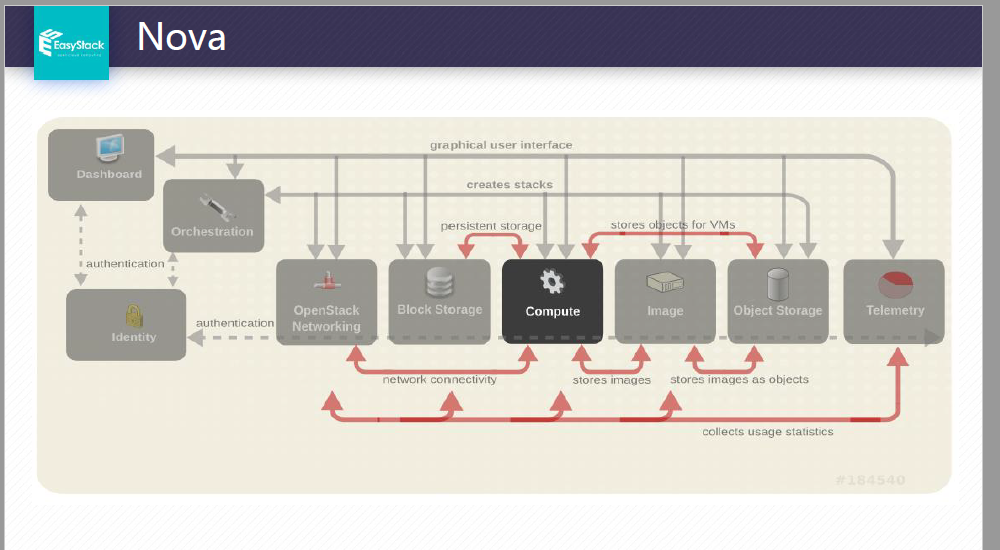 EasyStack
Nova
graphical user interface
Dashboard
creates stacks
Orchestration
persistent storage
stores objects for VMs
authentication
OpenStack
Networking
Block Storage
Compute
Image
Object Storage
Telemetry
Identity
authentication
network connectivity
stores images
stores images as objects
collects usage statistics
#184540